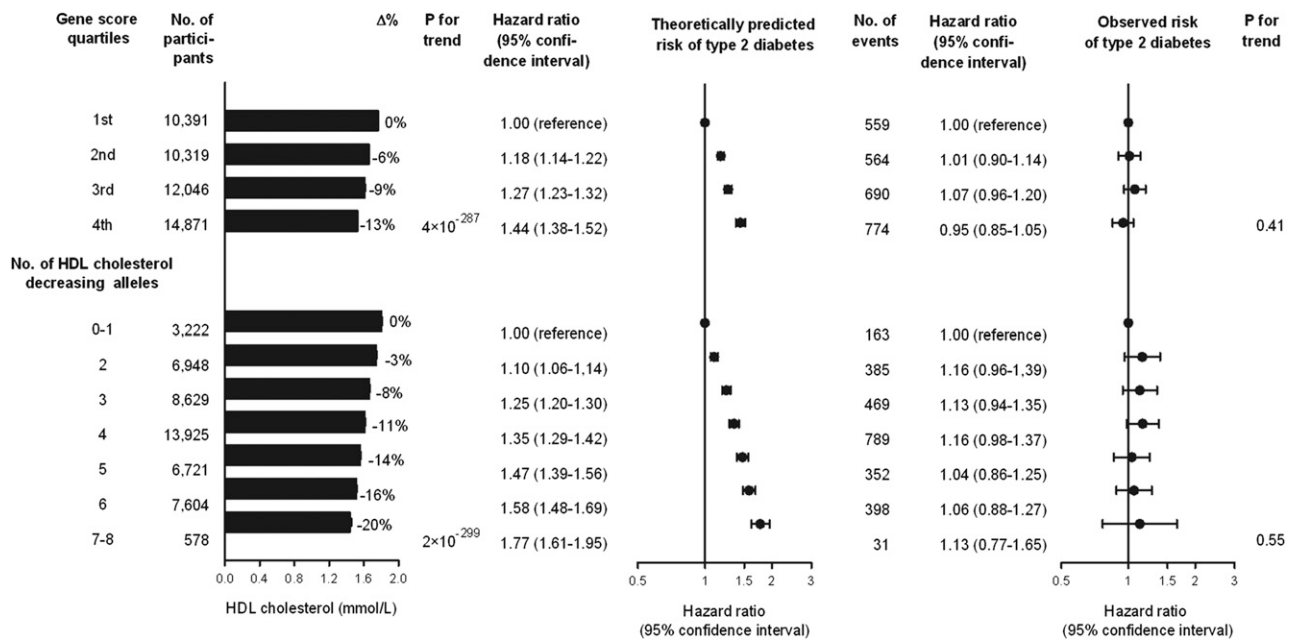 Gene score quartiles No. of partici-pants Δ% P for trend Hazard ratio (95% confi-dence interval) Theoretically predicted risk of type 2 diabetes No. of events Hazard ratio (95% confi-dence interval) Observed risk of type 2 diabetes P for trend
1st 10,391 0% 1.00 (reference) 559 1.00 (reference)
2nd 10,319 -6% 1.18 (1.14-1.22) 564 1.01 (0.90-1.14)
3rd 12,046 -9% 1.27 (1.23-1.32) 690 1.07 (0.96-1.20)
4th 14,871 -13% 4×10⁻²⁸⁷ 1.44 (1.38-1.52) 774 0.95 (0.85-1.05) 0.41
No. of HDL cholesterol
decreasing alleles
0-1 3,222 0% 1.00 (reference) 163 1.00 (reference)
2 6,948 -3% 1.10 (1.06-1,14) 385 1.16 (0.96-1,39)
3 8,629 -8% 1.25 (1.20-1.30) 469 1.13 (0.94-1.35)
4 13,925 -11% 1.35 (1.29-1.42) 789 1.16 (0.98-1.37)
5 6,721 -14% 1.47 (1.39-1.56) 352 1.04 (0.86-1.25)
6 7,604 -16% 1.58 (1.48-1.69) 398 1.06 (0.88-1.27)
7-8 578 -20% 2×10⁻²⁹⁹ 1.77 (1.61-1.95) 31 1.13 (0.77-1.65) 0.55
0.0 0.4 0.8 1.2 1.6 2.0 0.5 1 1.5 2 3 0.5 1 1.5 2 3
HDL cholesterol (mmol/L) Hazard ratio Hazard ratio
(95% confidence interval) (95% confidence interval)